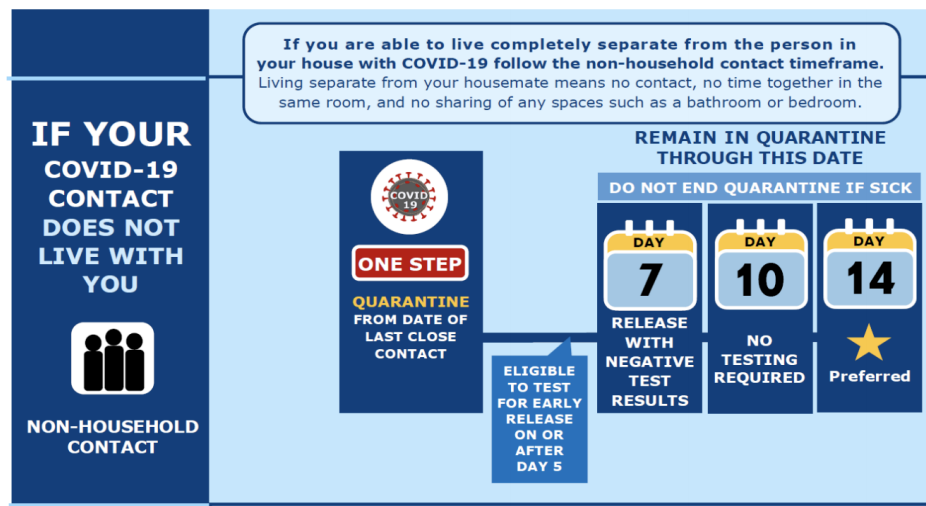 If you are able to live completely separate from the person in
your house with COVID-19 follow the non-household contact timeframe.
Living separate from your housemate means no contact, no time together in the
same room, and no sharing of any spaces such as a bathroom or bedroom.
IF YOUR
COVID-19
CONTACT
DOES NOT
LIVE WITH
YOU
NON-HOUSEHOLD
CONTACT
COVID
19
ONE STEP
QUARANTINE
FROM DATE OF
LAST CLOSE
CONTACT
ELIGIBLE
TO TEST
FOR EARLY
RELEASE
ON OR
AFTER
DAY 5
REMAIN IN QUARANTINE
THROUGH THIS DATE
DO NOT END QUARANTINE IF SICK
DAY
7
RELEASE
WITH
NEGATIVE
TEST
RESULTS
DAY
10
NO
TESTING
REQUIRED
DAY
14
Preferred